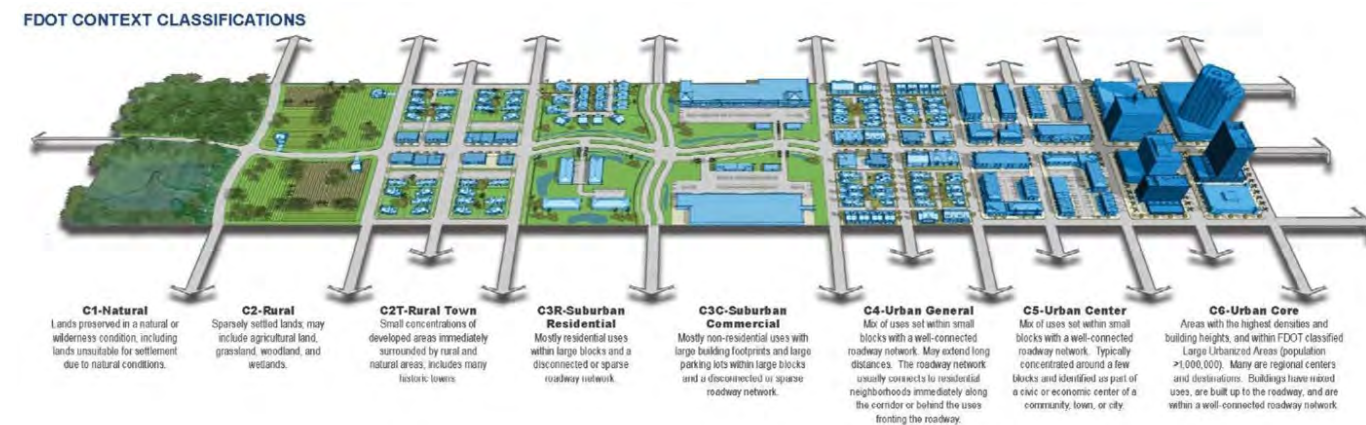 FDOT CONTEXT CLASSIFICATIONS
C1-Natural
Lands preserved in a natural or
wilderness condition, including
lands unsuitable for settlement
due to natural conditions.
C2-Rural
Sparsely settled lands; may
include agricultural land,
grassland, woodland, and
wetlands.
C2T-Rural Town
Small concentrations of
developed areas immediately
surrounded by rural and
natural areas, includes many
historic towns.
C3R-Suburban
Residential
Mostly residential uses
within large blocks and a
disconnected or sparse
roadway network.
C3C-Suburban
Commercial
Mostly non-residential uses with
large building footprints and large
parking lots within large blocks
and a disconnected or sparse
roadway network.
C4-Urban General
Mix of uses set within small
blocks with a well-connected
roadway network. May extend long
distances. The roadway network
usually connects to residential
neighborhoods immediately along
the corridor or behind the uses
fronting the roadway.
C5-Urban Center
Mix of uses set within small
blocks with a well-connected
roadway network. Typically
concentrated around a few
blocks and identified as part of
a civic or economic center of a
community, town, or city.
C6-Urban Core
Areas with the highest densities and
building heights, and within FDOT classified
Large Urbanized Areas (population
>1,000,000). Many are regional centers
and destinations. Buildings have mixed
uses, are built up to the roadway, and are
within a well-connected roadway network.